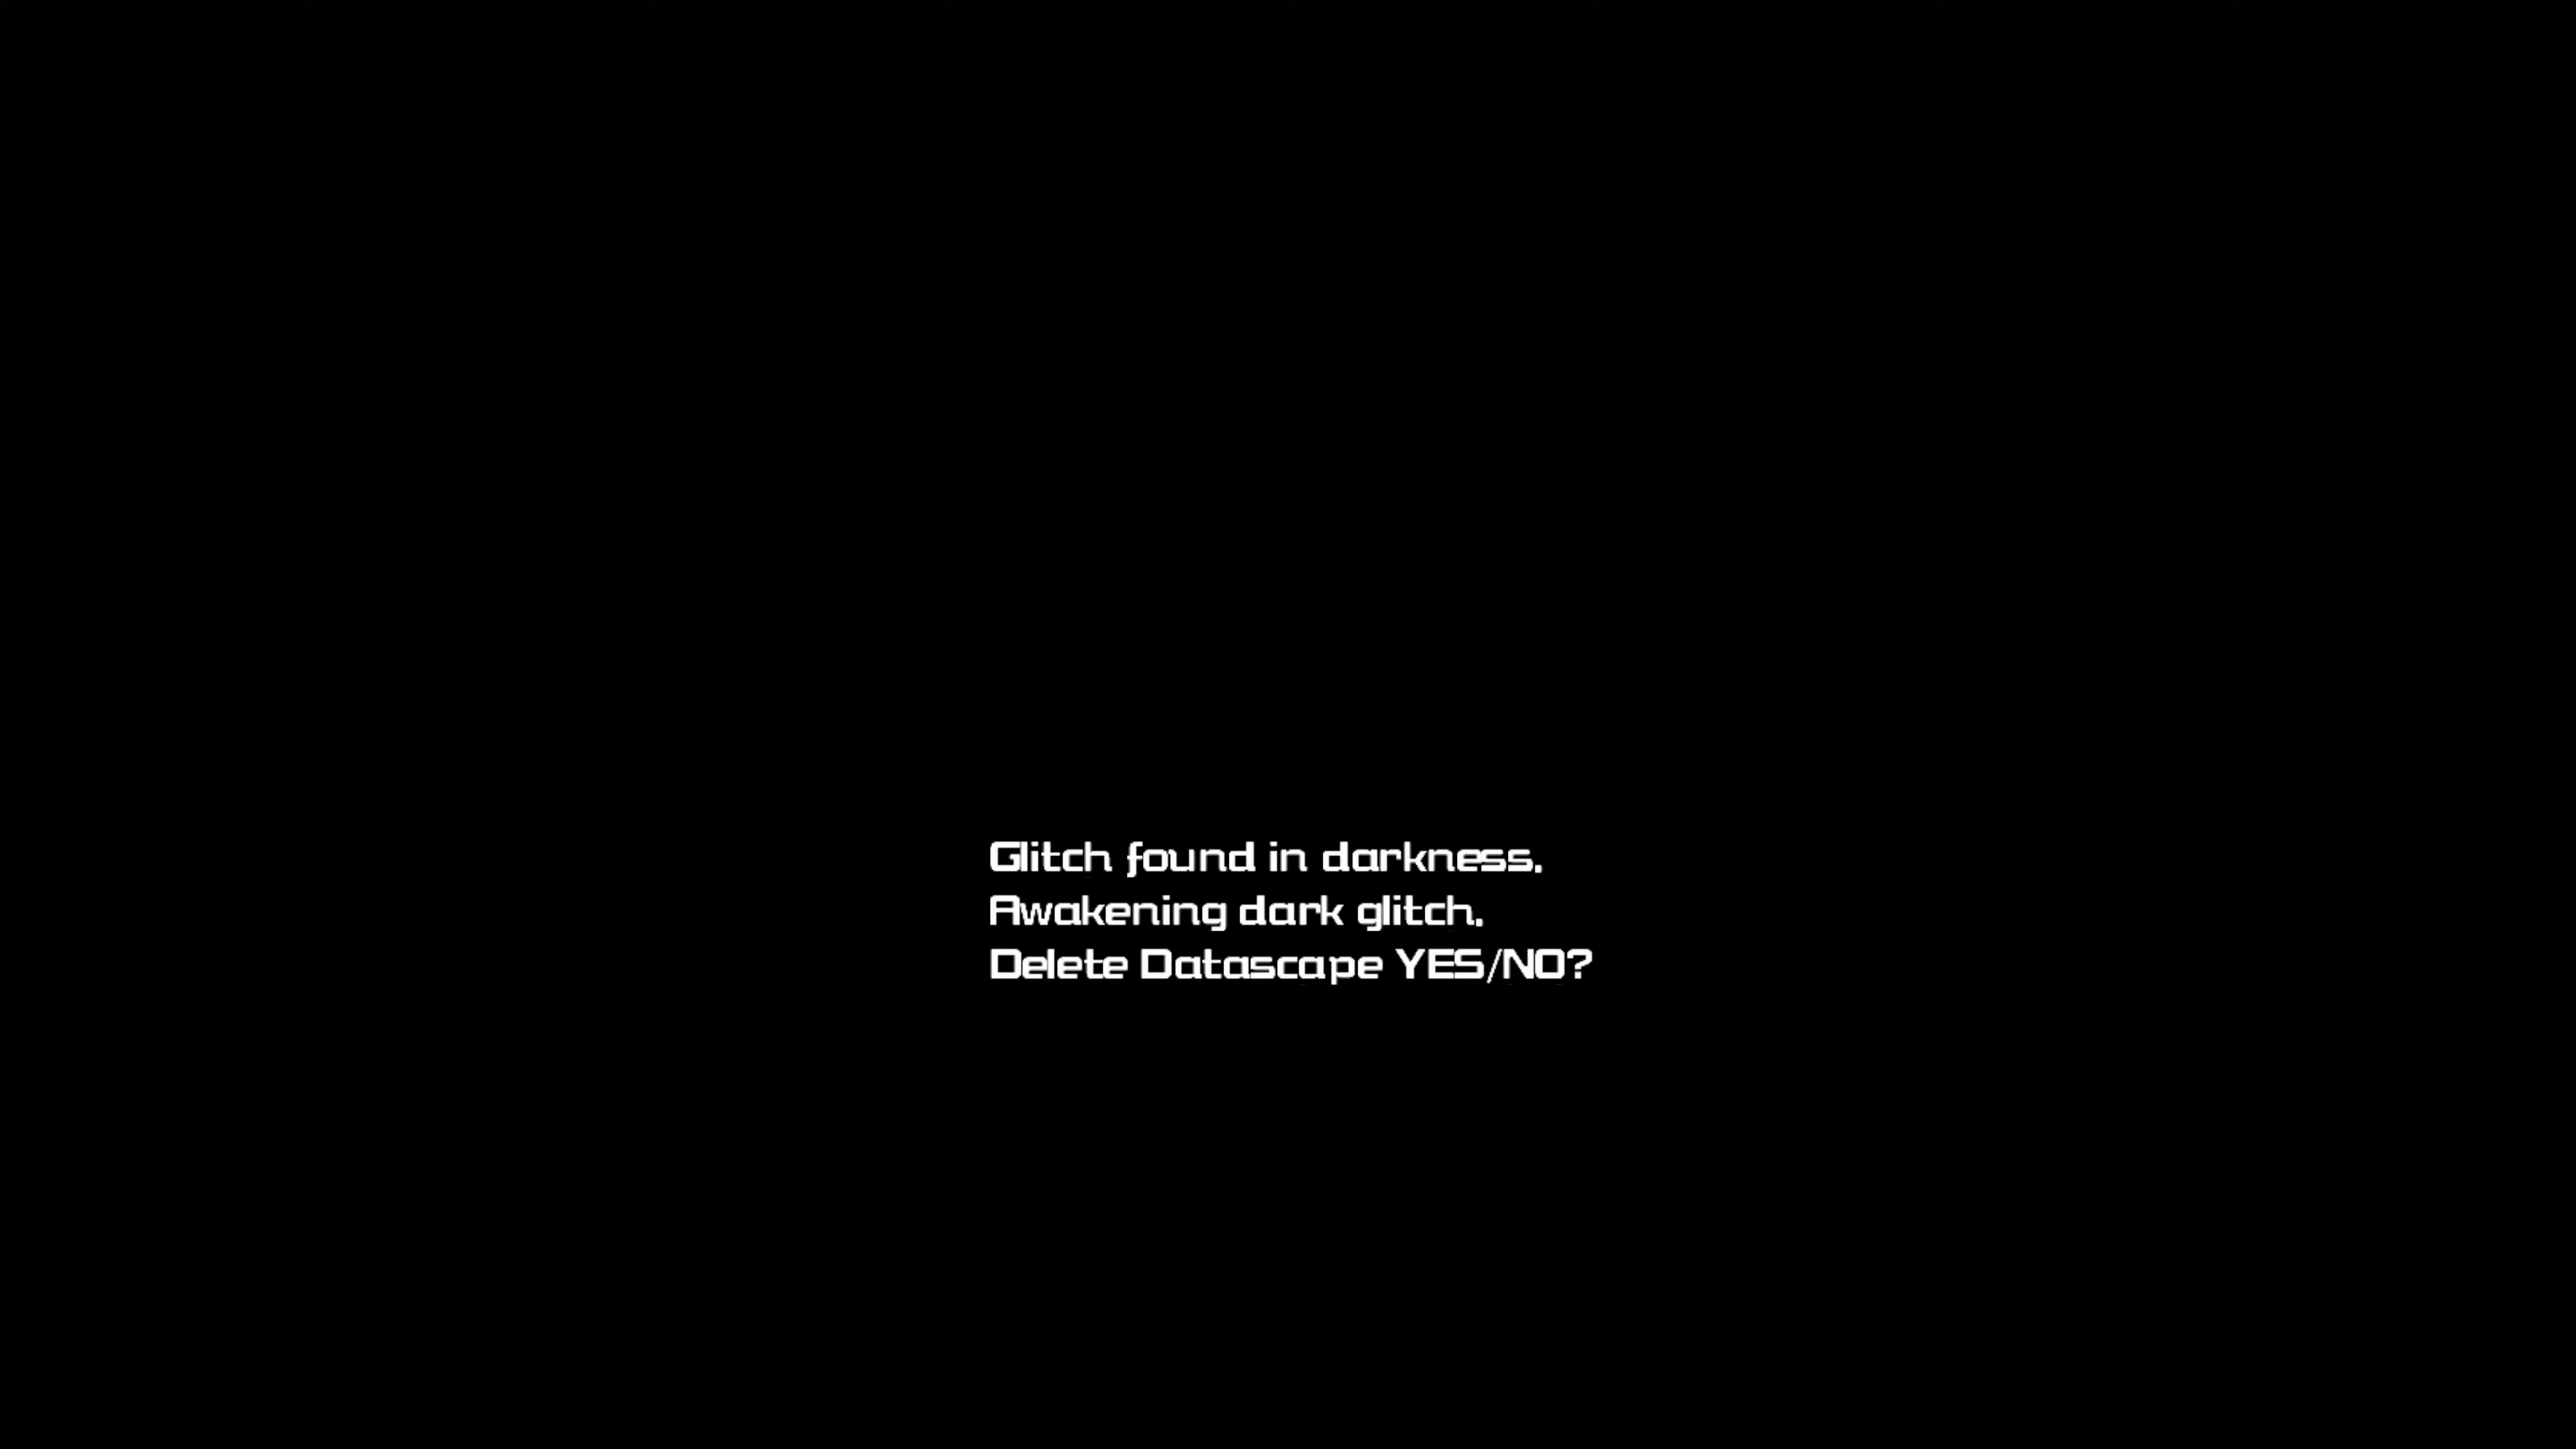 Glitch found in darkness.
Awakening dark glitch.
Delete Datascape YES/NO?